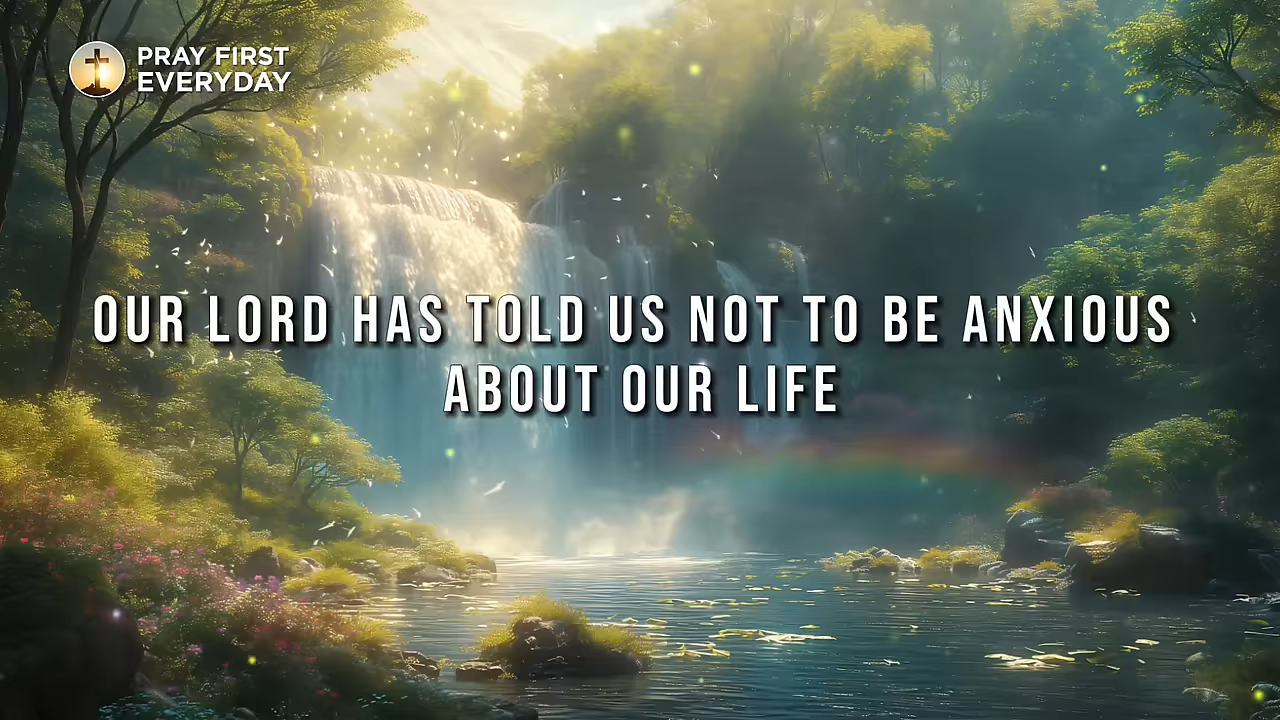 PRAY FIRST
EVERYDAY
OUR LORD HAS TOLD US NOT TO BE ANXIOUS
ABOUT OUR LIFE